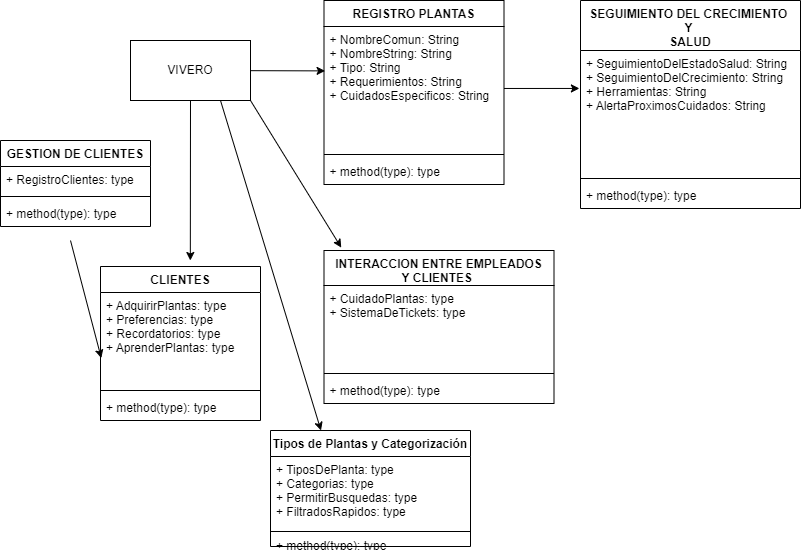 VIVERO
REGISTRO PLANTAS
+ NombreComun: String
+ NombreString: String
+ Tipo: String
+ Requerimientos: String
+ CuidadosEspecificos: String
+ method(type): type
SEGUIMIENTO DEL CRECIMIENTO
Y
SALUD
+ SeguimientoDelEstadoSalud: String
+ SeguimientoDelCrecimiento: String
+ Herramientas: String
+ AlertaProximosCuidados: String
+ method(type): type
GESTION DE CLIENTES
+ RegistroClientes: type
+ method(type): type
CLIENTES
+ AdquirirPlantas: type
+ Preferencias: type
+ Recordatorios: type
+ AprenderPlantas: type
+ method(type): type
INTERACCION ENTRE EMPLEADOS
Y CLIENTES
+ CuidadoPlantas: type
+ SistemaDeTickets: type
+ method(type): type
Tipos de Plantas y Categorización
+ TiposDePlanta: type
+ Categorias: type
+ PermitirBusquedas: type
+ FiltradosRapidos: type
+ method(type): type